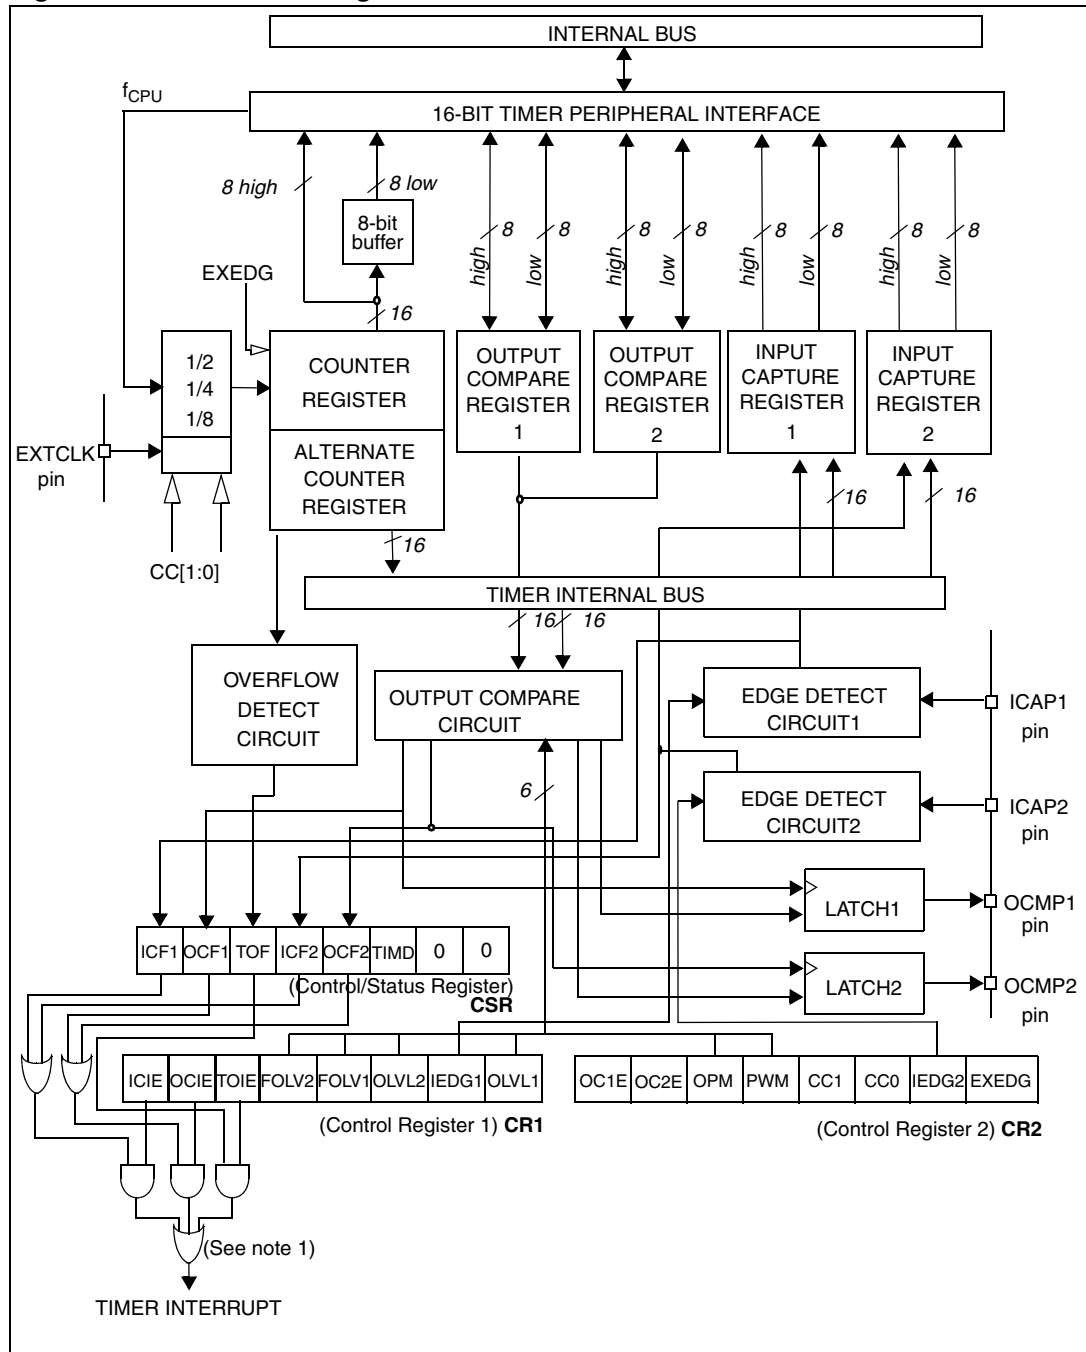 INTERNAL BUS
fCPU
16-BIT TIMER PERIPHERAL INTERFACE
8 high
8 low
8-bit
buffer
high
8
low
8
high
8
low
8
high
8
low
8
high
8
low
8
EXEDG
16
1/2
1/4
1/8
COUNTER
REGISTER
OUTPUT
COMPARE
REGISTER
1
OUTPUT
COMPARE
REGISTER
2
INPUT
CAPTURE
REGISTER
1
INPUT
CAPTURE
REGISTER
2
EXTCLK
pin
ALTERNATE
COUNTER
REGISTER
16
16
16
CC[1:0]
TIMER INTERNAL BUS
16
16
OVERFLOW
DETECT
CIRCUIT
OUTPUT COMPARE
CIRCUIT
EDGE DETECT
CIRCUIT1
ICAP1
pin
6
EDGE DETECT
CIRCUIT2
ICAP2
pin
LATCH1
OCMP1
pin
ICF1 OCF1 TOF ICF2 OCF2 TIMD 0 0
(Control/Status Register)
CSR
LATCH2
OCMP2
pin
ICIE OCIE TOIE FOLV2 FOLV1 OLVL2 IEDG1 OLVL1
OC1E OC2E OPM PWM CC1 CC0 IEDG2 EXEDG
(Control Register 1) CR1
(Control Register 2) CR2
(See note 1)
TIMER INTERRUPT